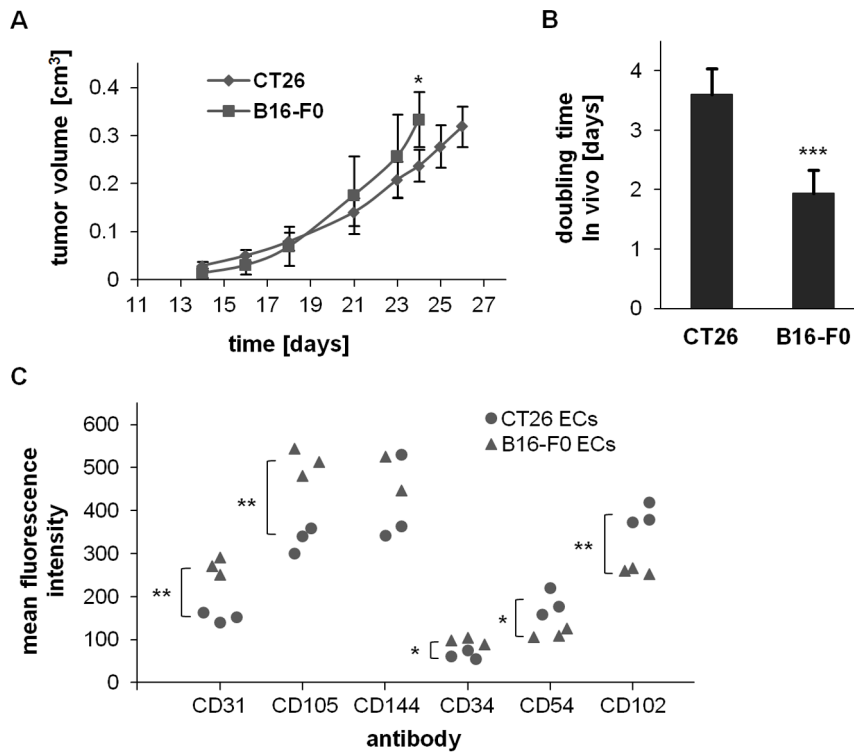 A
tumor volume [cm³]
0.4
0.3
0.2
0.1
0
CT26
B16-F0
*
11 13 15 17 19 21 23 25 27
time [days]
B
doubling time
In vivo [days]
4
3
2
1
0
***
CT26 B16-F0
C
mean fluorescence
intensity
600
500
400
300
200
100
0
CT26 ECs
B16-F0 ECs
**
**
*
*
**
CD31 CD105 CD144 CD34 CD54 CD102
antibody